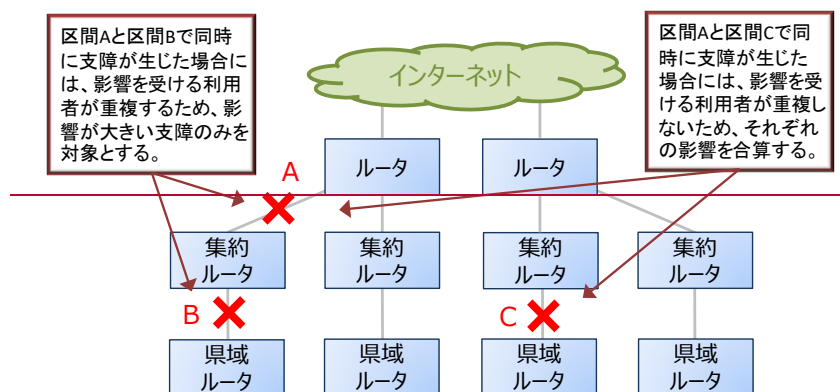 区間Aと区間Bで同時
に支障が生じた場合に
は、影響を受ける利用
者が重複するため、影
響が大きい支障のみを
対象とする。
区間Aと区間Cで同
時に支障が生じた
場合には、影響を受
ける利用者が重複し
ないため、それぞれ
の影響を合算する。
インターネット
ルータ
ルータ
A
集約
ルータ
集約
ルータ
集約
ルータ
集約
ルータ
B
C
県域
ルータ
県域
ルータ
県域
ルータ
県域
ルータ